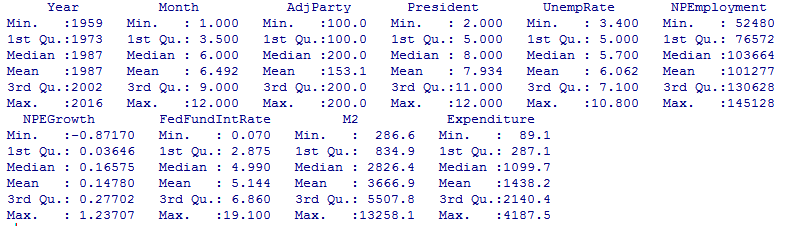 Year Month AdjParty President UnempRate NPEmployment
Min. :1959 Min. : 1.000 Min. :100.0 Min. : 2.000 Min. : 3.400 Min. : 52480
1st Qu.:1973 1st Qu.: 3.500 1st Qu.:100.0 1st Qu.: 5.000 1st Qu.: 5.000 1st Qu.: 76572
Median :1987 Median : 6.000 Median :200.0 Median : 8.000 Median : 5.700 Median :103664
Mean :1987 Mean : 6.492 Mean :153.1 Mean : 7.934 Mean : 6.062 Mean :101277
3rd Qu.:2002 3rd Qu.: 9.000 3rd Qu.:200.0 3rd Qu.:11.000 3rd Qu.: 7.100 3rd Qu.:130628
Max. :2016 Max. :12.000 Max. :200.0 Max. :12.000 Max. :10.800 Max. :145128
NPEGrowth FedFundIntRate M2 Expenditure
Min. :-0.87170 Min. : 0.070 Min. : 286.6 Min. : 89.1
1st Qu.: 0.03646 1st Qu.: 2.875 1st Qu.: 834.9 1st Qu.: 287.1
Median : 0.16575 Median : 4.990 Median : 2826.4 Median :1099.7
Mean : 0.14780 Mean : 5.144 Mean : 3666.9 Mean :1438.2
3rd Qu.: 0.27702 3rd Qu.: 6.860 3rd Qu.: 5507.8 3rd Qu.:2140.4
Max. : 1.23707 Max. :19.100 Max. :13258.1 Max. :4187.5